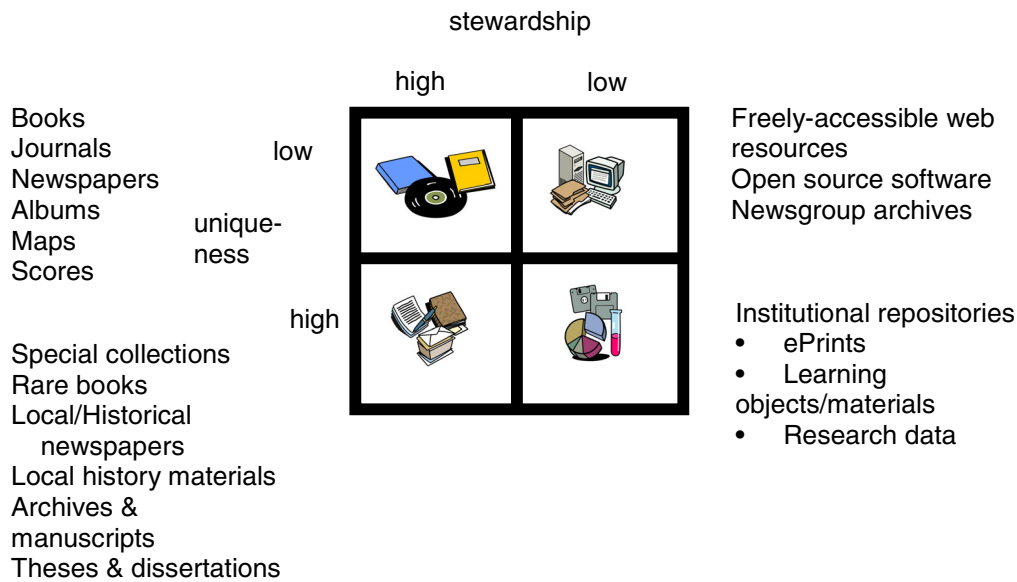 stewardship
high
low
Books
Journals
Newspapers
Albums
Maps
Scores
low
unique-
ness
high
Freely-accessible web
resources
Open source software
Newsgroup archives
Special collections
Rare books
Local/Historical
newspapers
Local history materials
Archives &
manuscripts
Theses & dissertations
Institutional repositories
• ePrints
• Learning
objects/materials
• Research data